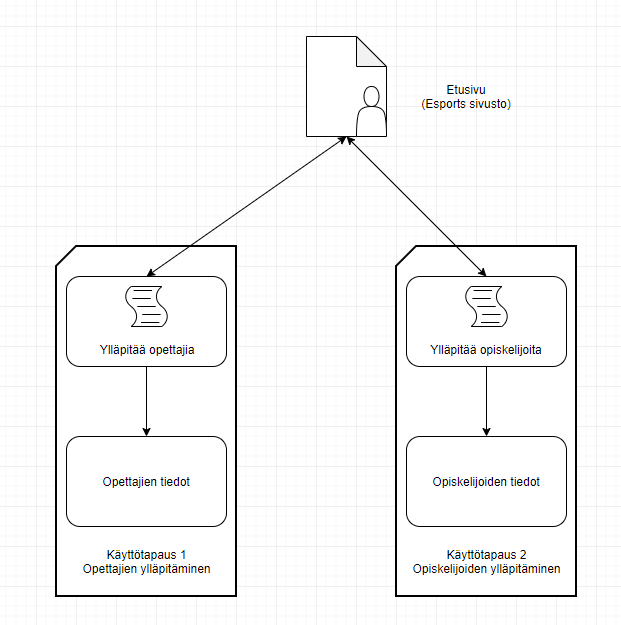 Etusivu
(Esports sivusto)
Ylläpitää opettajia
Ylläpitää opiskelijoita
Opettajien tiedot
Opiskelijoiden tiedot
Käyttötapaus 1
Opettajien ylläpitäminen
Käyttötapaus 2
Opiskelijoiden ylläpitäminen